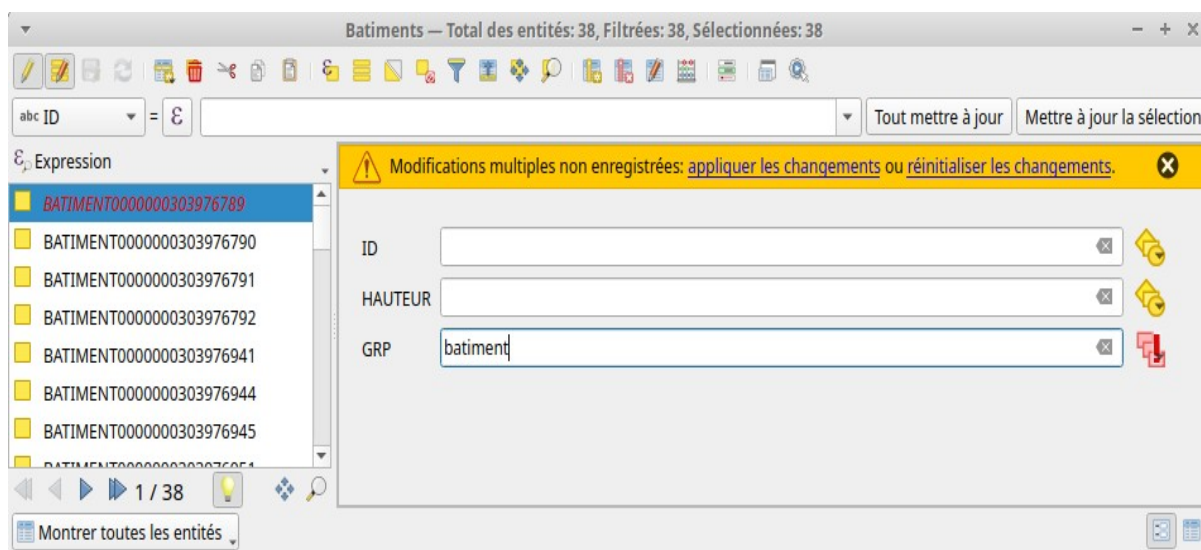 Batiments — Total des entités: 38, Filtrées: 38, Sélectionnées: 38
abc ID = ε Tout mettre à jour Mettre à jour la sélection
Expression
Modifications multiples non enregistrées: appliquer les changements ou réinitialiser les changements.
BATIMENT0000000303976789
BATIMENT0000000303976790
BATIMENT0000000303976791
BATIMENT0000000303976792
BATIMENT0000000303976941
BATIMENT0000000303976944
BATIMENT0000000303976945
ID
HAUTEUR
GRP batiment
1 / 38
Montrer toutes les entités